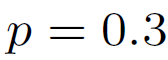 p = 0.3